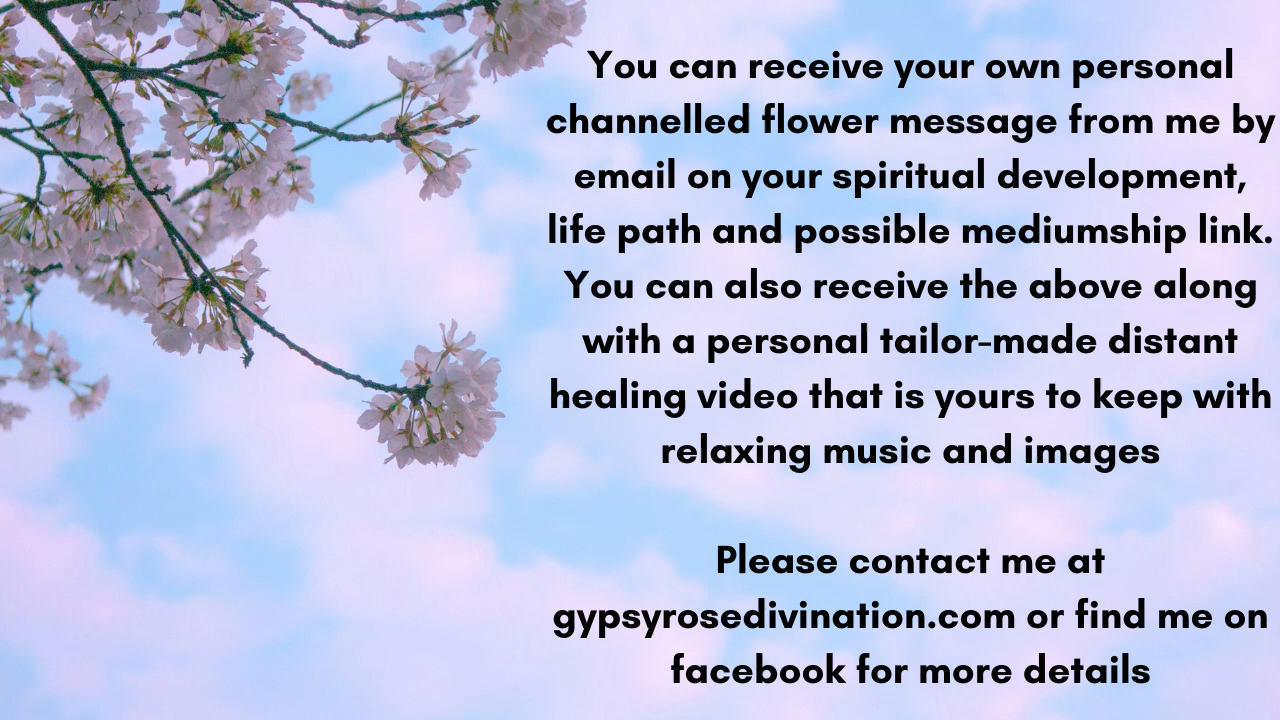 You can receive your own personal
channelled flower message from me by
email on your spiritual development,
life path and possible mediumship link.
You can also receive the above along
with a personal tailor-made distant
healing video that is yours to keep with
relaxing music and images
Please contact me at
gypsyrosedivination.com or find me on
facebook for more details